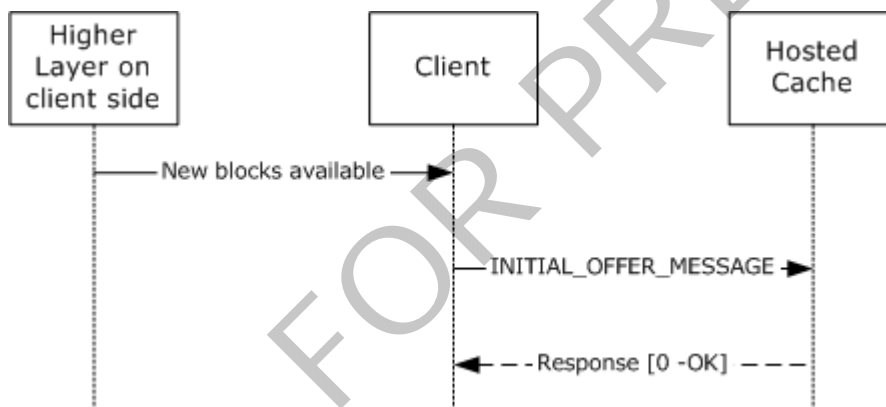 Higher
Layer on
client side
Client
Hosted
Cache
New blocks available
INITIAL_OFFER_MESSAGE
Response [0 -OK]
FOR PRE